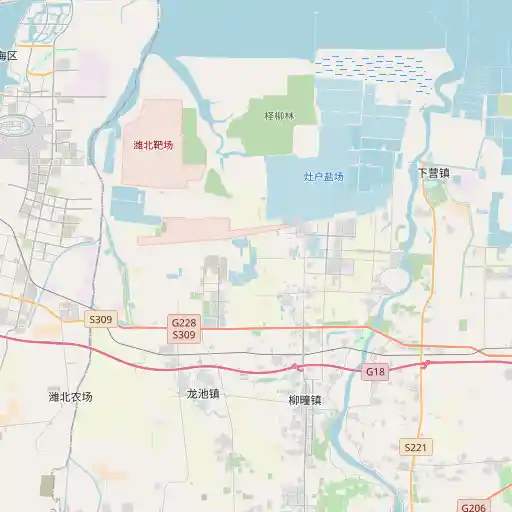 海区
柽柳林
潍北靶场
下营镇
灶户盐场
S309
G228
S309
G18
龙池镇
潍北农场
柳疃镇
S221
G206